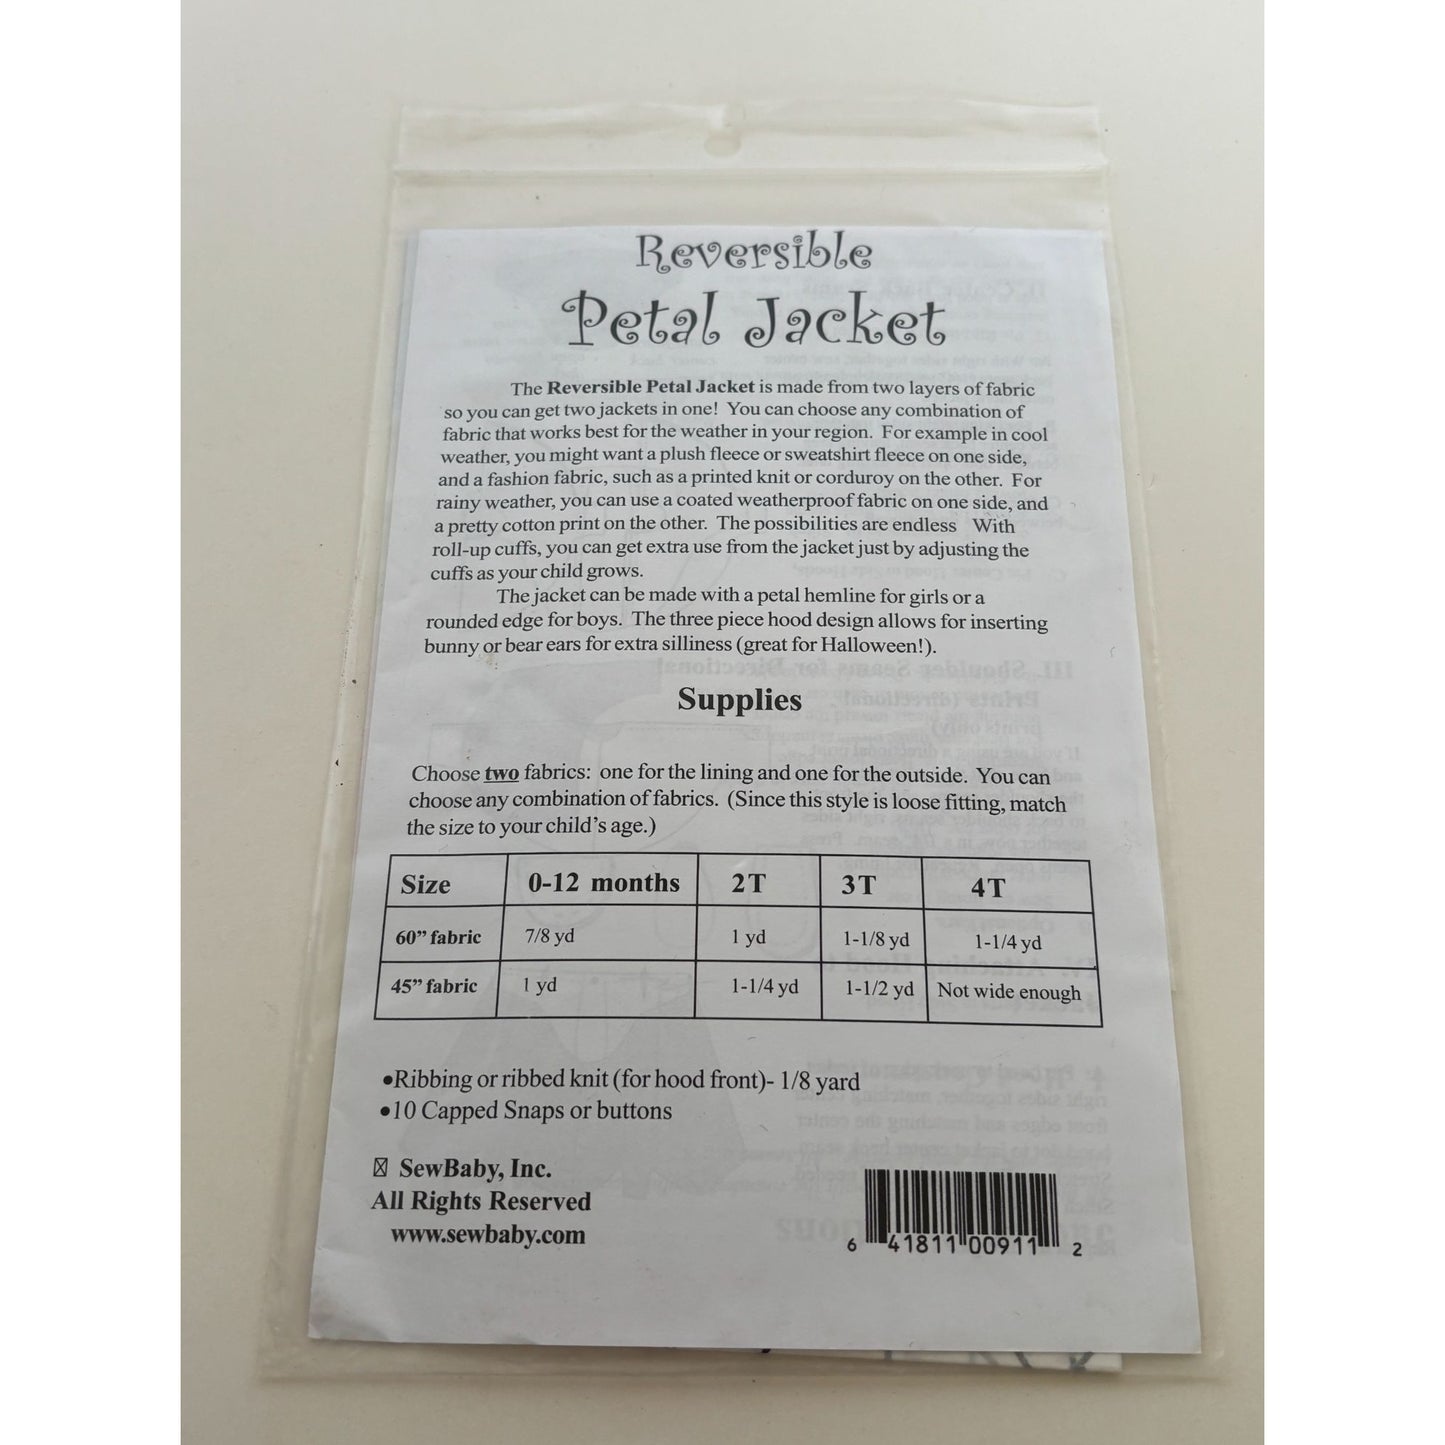 Reversible
Petal Jacket
The Reversible Petal Jacket is made from two layers of fabric
so you can get two jackets in one! You can choose any combination of
fabric that works best for the weather in your region. For example in cool
weather, you might want a plush fleece or sweatshirt fleece on one side,
and a fashion fabric, such as a printed knit or corduroy on the other. For
rainy weather, you can use a coated weatherproof fabric on one side, and
a pretty cotton print on the other. The possibilities are endless With
roll-up cuffs, you can get extra use from the jacket just by adjusting the
cuffs as your child grows.
The jacket can be made with a petal hemline for girls or a
rounded edge for boys. The three piece hood design allows for inserting
bunny or bear ears for extra silliness (great for Halloween!).
Supplies
Choose two fabrics: one for the lining and one for the outside. You can
choose any combination of fabrics. (Since this style is loose fitting, match
the size to your child's age.)
Size 0-12 months 2T 3T 4T
60” fabric 7/8 yd 1 yd 1-1/8 yd 1-1/4 yd
45” fabric 1 yd 1-1/4 yd 1-1/2 yd Not wide enough
•Ribbing or ribbed knit (for hood front)- 1/8 yard
•10 Capped Snaps or buttons
SewBaby, Inc.
All Rights Reserved
www.sewbaby.com
6 41811 00911 2